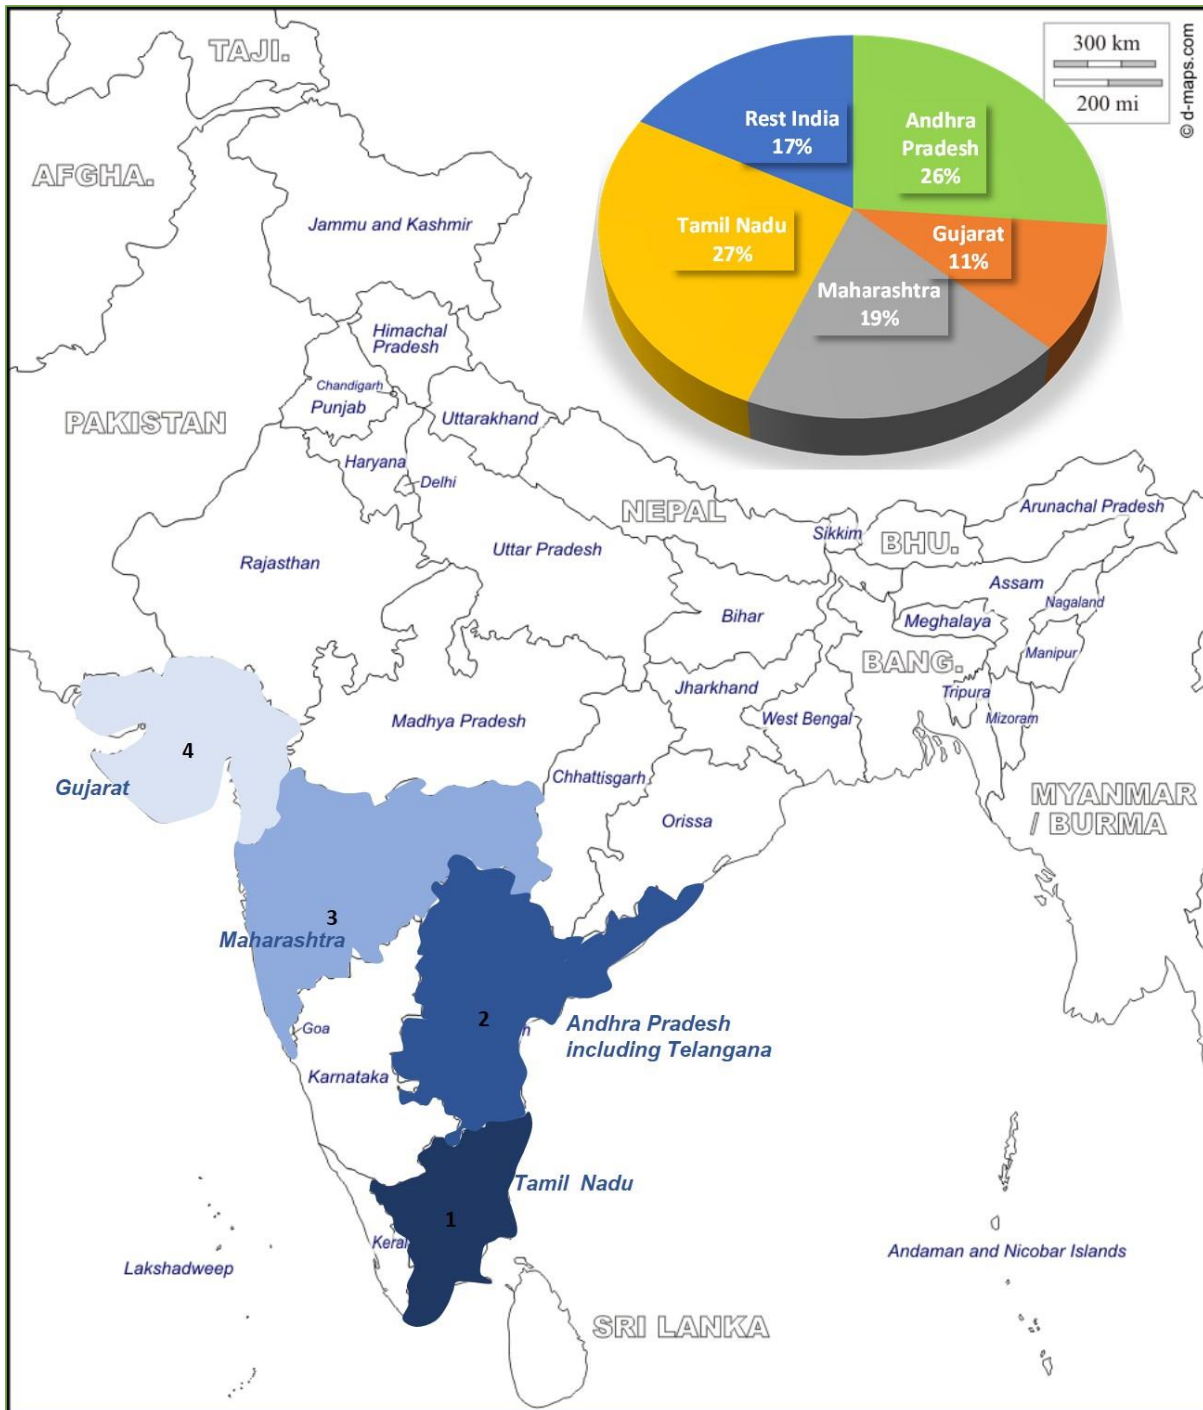 TAJI.
300 km
200 mi
© d-maps.com
Rest India
17%
Andhra
Pradesh
26%
AFGHA.
Tamil Nadu
27%
Gujarat
11%
Maharashtra
19%
Jammu and Kashmir
Himachal
Pradesh
Chandigarh
Punjab
PAKISTAN
Uttarakhand
Haryana
Delhi
NEPAL
Arunachal Pradesh
Sikkim
BHU.
Rajasthan
Uttar Pradesh
Assam
Nagaland
Bihar
Meghalaya
Manipur
BANG.
Jharkhand
Tripura
Madhya Pradesh
West Bengal
Mizoram
4
Gujarat
Chhattisgarh
MYANMAR
/ BURMA
Orissa
3
Maharashtra
2
Andhra Pradesh
including Telangana
Goa
Karnataka
Tamil Nadu
1
Keral
Lakshadweep
Andaman and Nicobar Islands
SRI LANKA